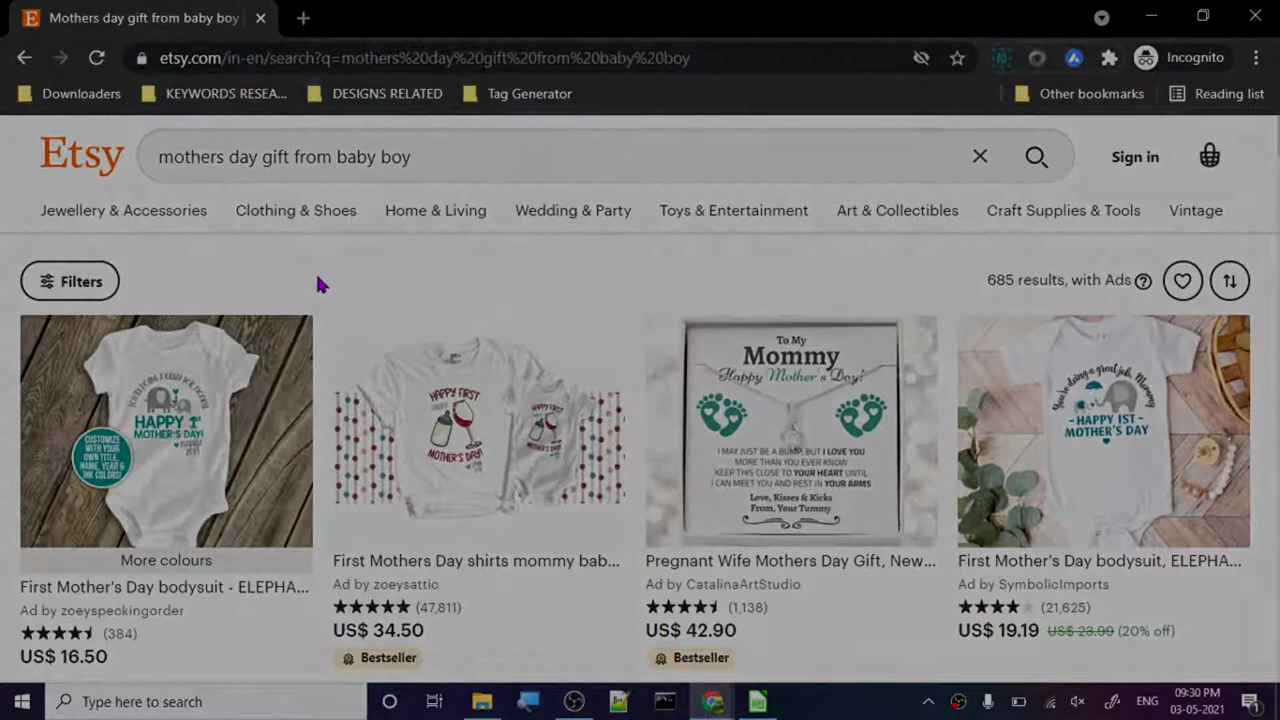 Mothers day gift from baby boy
etsy.com/in-en/search?q=mothers%20day%20gift%20from%20baby%20boy
Incognito
Downloaders
KEYWORDS RESEA...
DESIGNS RELATED
Tag Generator
Other bookmarks
Reading list
Etsy
mothers day gift from baby boy
Sign in
Jewellery & Accessories
Clothing & Shoes
Home & Living
Wedding & Party
Toys & Entertainment
Art & Collectibles
Craft Supplies & Tools
Vintage
Filters
685 results, with Ads
HAPPY 1ST
MOTHER'S DAY!
CUSTOMIZE
WITH YOUR
OWN TITLE,
NAME, YEAR &
INK COLORS!
More colours
First Mother's Day bodysuit - ELEPHA...
Ad by zoeyspeckingorder
(384)
US$ 16.50
HAPPY FIRST
MOTHER'S DAY!
HAPPY FIRST
First Mothers Day shirts mommy bab...
Ad by zoeysattic
(47,811)
US$ 34.50
Bestseller
To My
Mommy
Happy Mother's Day!
I MAY JUST BE A BUMP, BUT I LOVE YOU
MORE THAN YOU EVER KNOW
KEEP THIS CLOSE TO YOUR HEART UNTIL
I CAN MEET YOU AND REST IN YOUR ARMS
Love, Kisses & Kicks
From, Your Tummy
Pregnant Wife Mothers Day Gift, New...
Ad by CatalinaArtStudio
(1,138)
US$ 42.90
Bestseller
You're doing a great job, Mommy
- HAPPY 1ST -
MOTHER'S DAY
First Mother's Day bodysuit, ELEPHA...
Ad by SymbolicImports
(21,625)
US$ 19.19 US$ 23.99 (20% off)
Type here to search
ENG
09:30 PM
03-05-2021
1